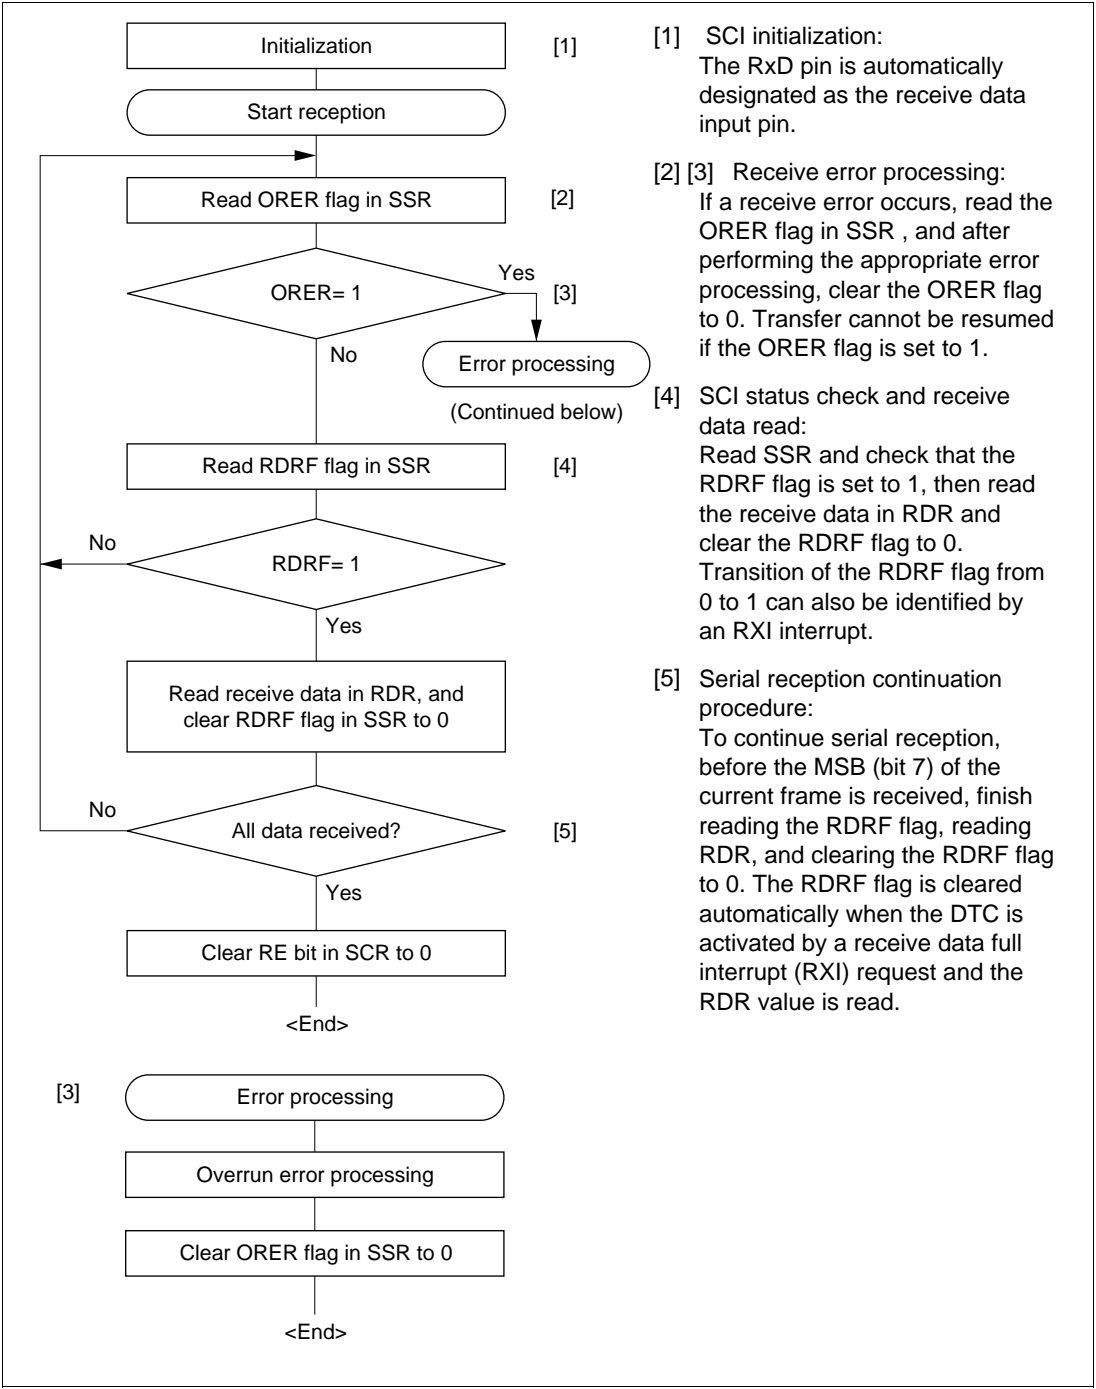 Initialization
[1]
Start reception
Read ORER flag in SSR
[2]
ORER= 1
Yes
[3]
No
Error processing
(Continued below)
Read RDRF flag in SSR
[4]
No
RDRF= 1
Yes
Read receive data in RDR, and
clear RDRF flag in SSR to 0
No
All data received?
[5]
Yes
Clear RE bit in SCR to 0
<End>
[3]
Error processing
Overrun error processing
Clear ORER flag in SSR to 0
<End>
[1] SCI initialization:
The RxD pin is automatically
designated as the receive data
input pin.
[2] [3] Receive error processing:
If a receive error occurs, read the
ORER flag in SSR , and after
performing the appropriate error
processing, clear the ORER flag
to 0. Transfer cannot be resumed
if the ORER flag is set to 1.
[4] SCI status check and receive
data read:
Read SSR and check that the
RDRF flag is set to 1, then read
the receive data in RDR and
clear the RDRF flag to 0.
Transition of the RDRF flag from
0 to 1 can also be identified by
an RXI interrupt.
[5] Serial reception continuation
procedure:
To continue serial reception,
before the MSB (bit 7) of the
current frame is received, finish
reading the RDRF flag, reading
RDR, and clearing the RDRF flag
to 0. The RDRF flag is cleared
automatically when the DTC is
activated by a receive data full
interrupt (RXI) request and the
RDR value is read.